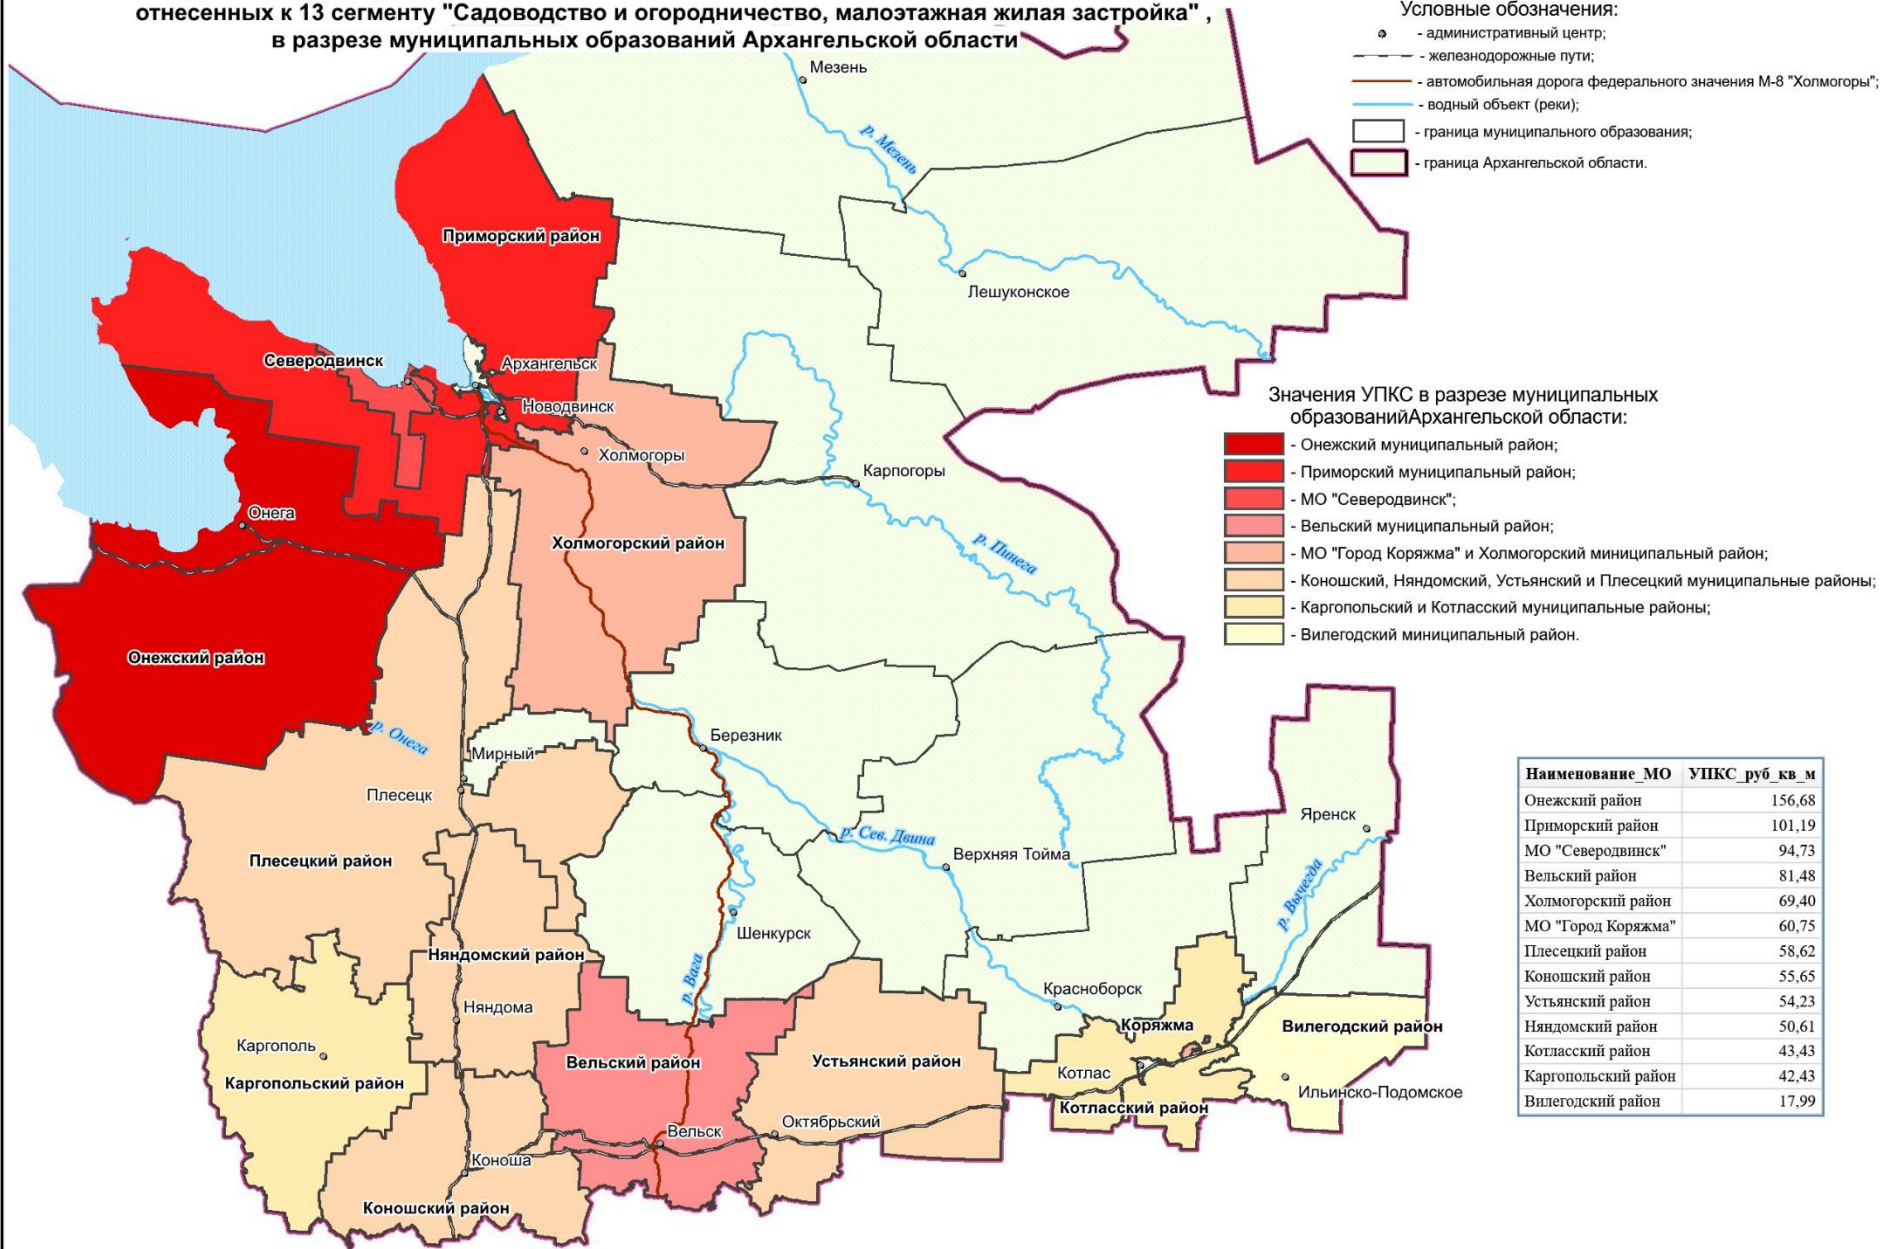 отнесенных к 13 сегменту "Садоводство и огородничество, малоэтажная жилая застройка" ,
в разрезе муниципальных образований Архангельской области
Условные обозначения:
- административный центр;
- железнодорожные пути;
- автомобильная дорога федерального значения М-8 "Холмогоры";
- водный объект (реки);
- граница муниципального образования;
- граница Архангельской области.
Мезень
р. Мезень
Приморский район
Лешуконское
Северодвинск
Архангельск
Новодвинск
Холмогоры
Карпогоры
Онега
Холмогорский район
р. Пинега
Онежский район
р. Онега
Мирный
Березник
Плесецк
Плесецкий район
р. Сев. Двина
Верхняя Тойма
Яренск
р. Вычегда
Шенкурск
Няндомский район
р. Вага
Няндома
Красноборск
Коряжма
Вилегодский район
Каргополь
Каргопольский район
Вельский район
Устьянский район
Котлас
Ильинско-Подомское
Котласский район
Октябрьский
Вельск
Коноша
Коношский район
Значения УПКС в разрезе муниципальных
образованийАрхангельской области:
- Онежский муниципальный район;
- Приморский муниципальный район;
- МО "Северодвинск";
- Вельский муниципальный район;
- МО "Город Коряжма" и Холмогорский миниципальный район;
- Коношский, Няндомский, Устьянский и Плесецкий муниципальные районы;
- Каргопольский и Котласский муниципальные районы;
- Вилегодский миниципальный район.
Наименование_МО УПКС_руб_кв_м
Онежский район 156,68
Приморский район 101,19
МО "Северодвинск" 94,73
Вельский район 81,48
Холмогорский район 69,40
МО "Город Коряжма" 60,75
Плесецкий район 58,62
Коношский район 55,65
Устьянский район 54,23
Няндомский район 50,61
Котласский район 43,43
Каргопольский район 42,43
Вилегодский район 17,99